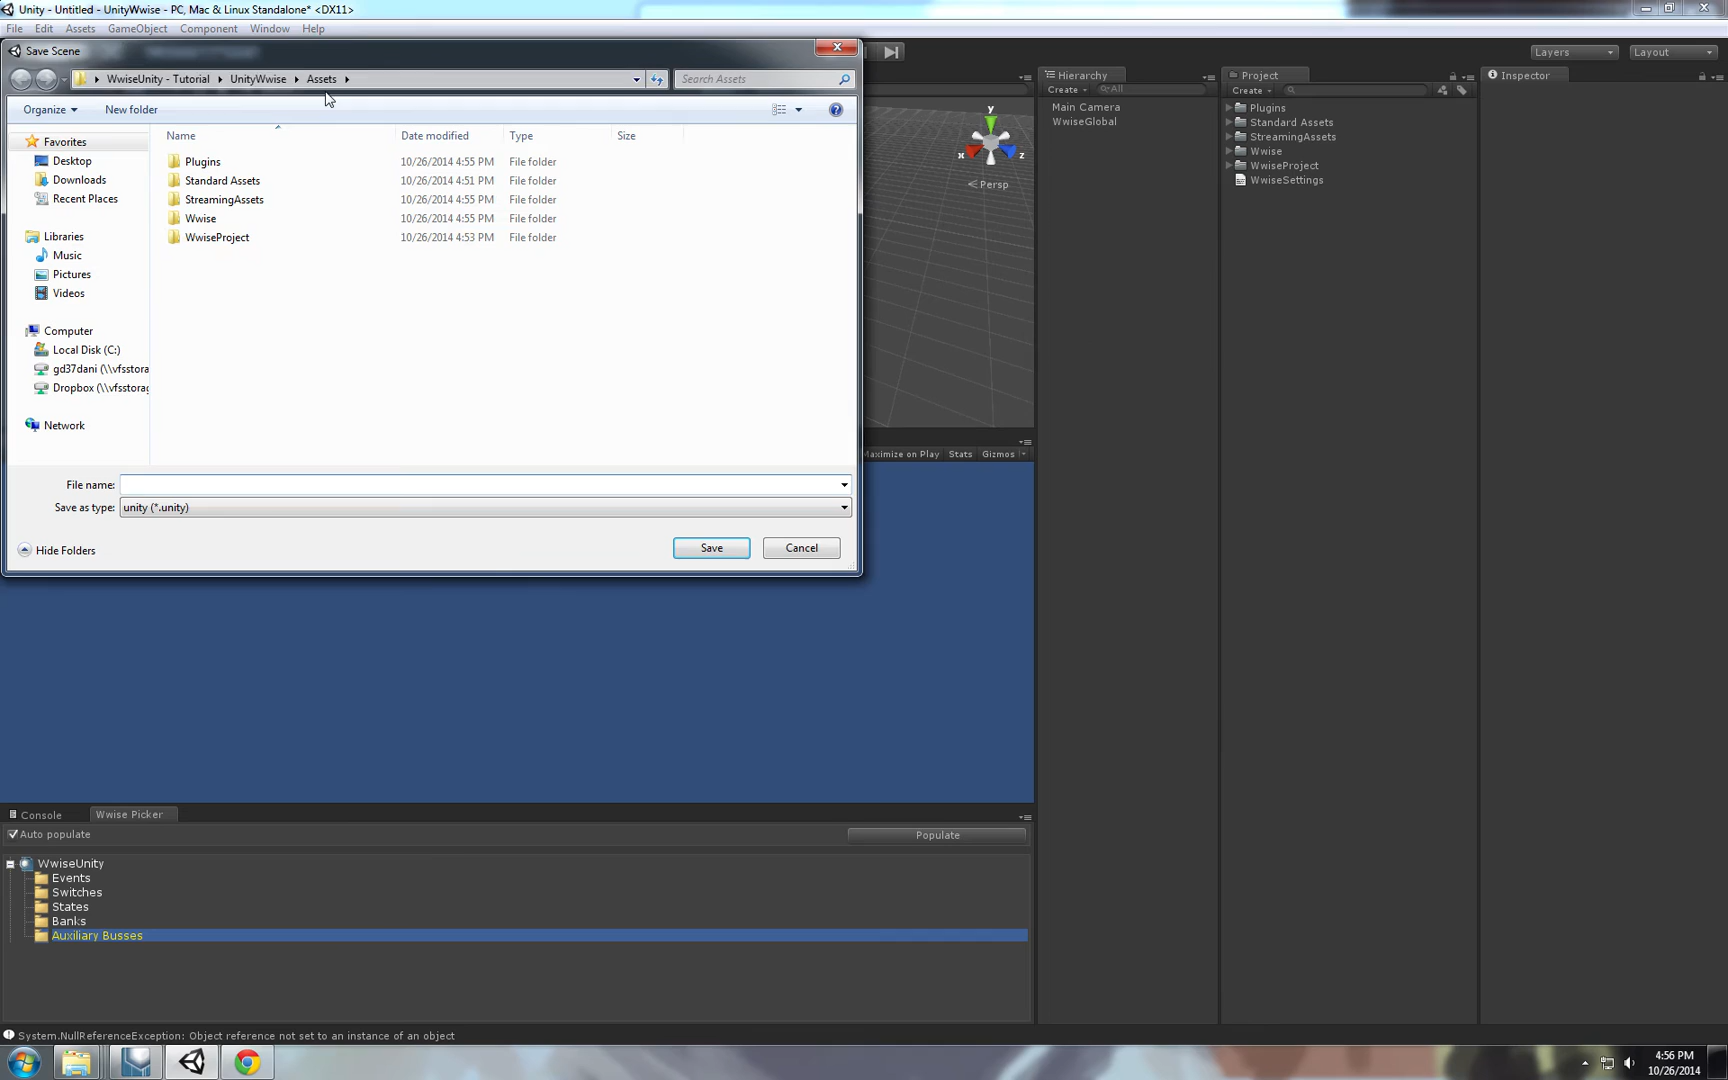 Unity - Untitled - UnityWwise - PC, Mac & Linux Standalone* <DX11>
File Edit Assets GameObject Component Window Help
Save Scene
WwiseUnity - Tutorial UnityWwise Assets Search Assets
Organize New folder
Name Date modified Type Size
Favorites
Desktop
Downloads
Recent Places
Libraries
Music
Pictures
Videos
Computer
Local Disk (C:)
gd37dani (\\vfsstora
Dropbox (\\vfsstorag
Network
Plugins 10/26/2014 4:55 PM File folder
Standard Assets 10/26/2014 4:51 PM File folder
StreamingAssets 10/26/2014 4:55 PM File folder
Wwise 10/26/2014 4:55 PM File folder
WwiseProject 10/26/2014 4:53 PM File folder
File name:
Save as type: unity (*.unity)
Hide Folders Save Cancel
Layers Layout
y
x z
< Persp
Maximize on Play Stats Gizmos
Hierarchy
Create All
Main Camera
WwiseGlobal
Project
Create
Plugins
Standard Assets
StreamingAssets
Wwise
WwiseProject
WwiseSettings
Inspector
Console Wwise Picker
Auto populate Populate
WwiseUnity
Events
Switches
States
Banks
Auxiliary Busses
System.NullReferenceException: Object reference not set to an instance of an object
4:56 PM
10/26/2014